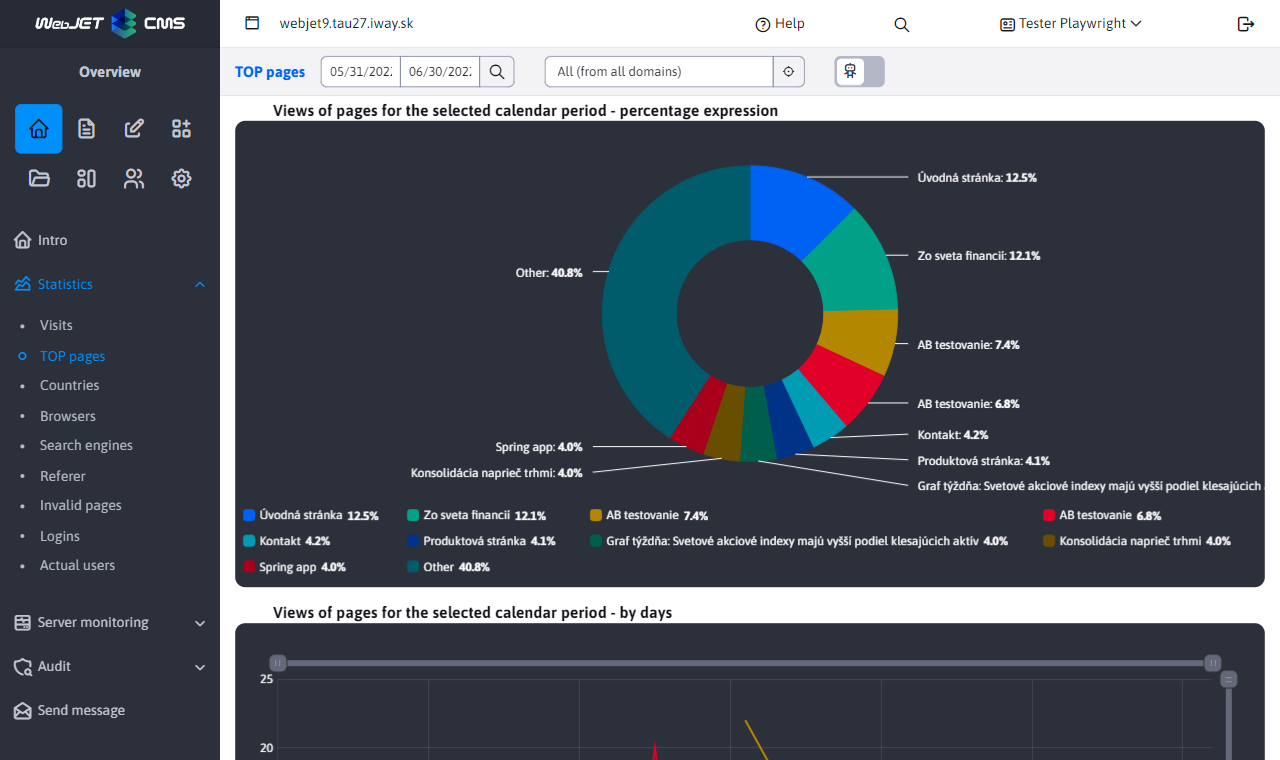 WebJET CMS
webjet9.tau27.iway.sk
Help
Tester Playwright
Overview
TOP pages
05/31/202
06/30/202
All (from all domains)
Intro
Statistics
Visits
TOP pages
Countries
Browsers
Search engines
Referer
Invalid pages
Logins
Actual users
Server monitoring
Audit
Send message
Views of pages for the selected calendar period - percentage expression
Úvodná stránka: 12.5%
Zo sveta financií: 12.1%
Other: 40.8%
AB testovanie: 7.4%
AB testovanie: 6.8%
Kontakt: 4.2%
Spring app: 4.0%
Produktová stránka: 4.1%
Konsolidácia naprieč trhmi: 4.0%
Graf týždňa: Svetové akciové indexy majú vyšší podiel klesajúcich
Úvodná stránka 12.5% Zo sveta financií 12.1% AB testovanie 7.4% AB testovanie 6.8%
Kontakt 4.2% Produktová stránka 4.1% Graf týždňa: Svetové akciové indexy majú vyšší podiel klesajúcich aktív 4.0% Konsolidácia naprieč trhmi 4.0%
Spring app 4.0% Other 40.8%
Views of pages for the selected calendar period - by days
25
20